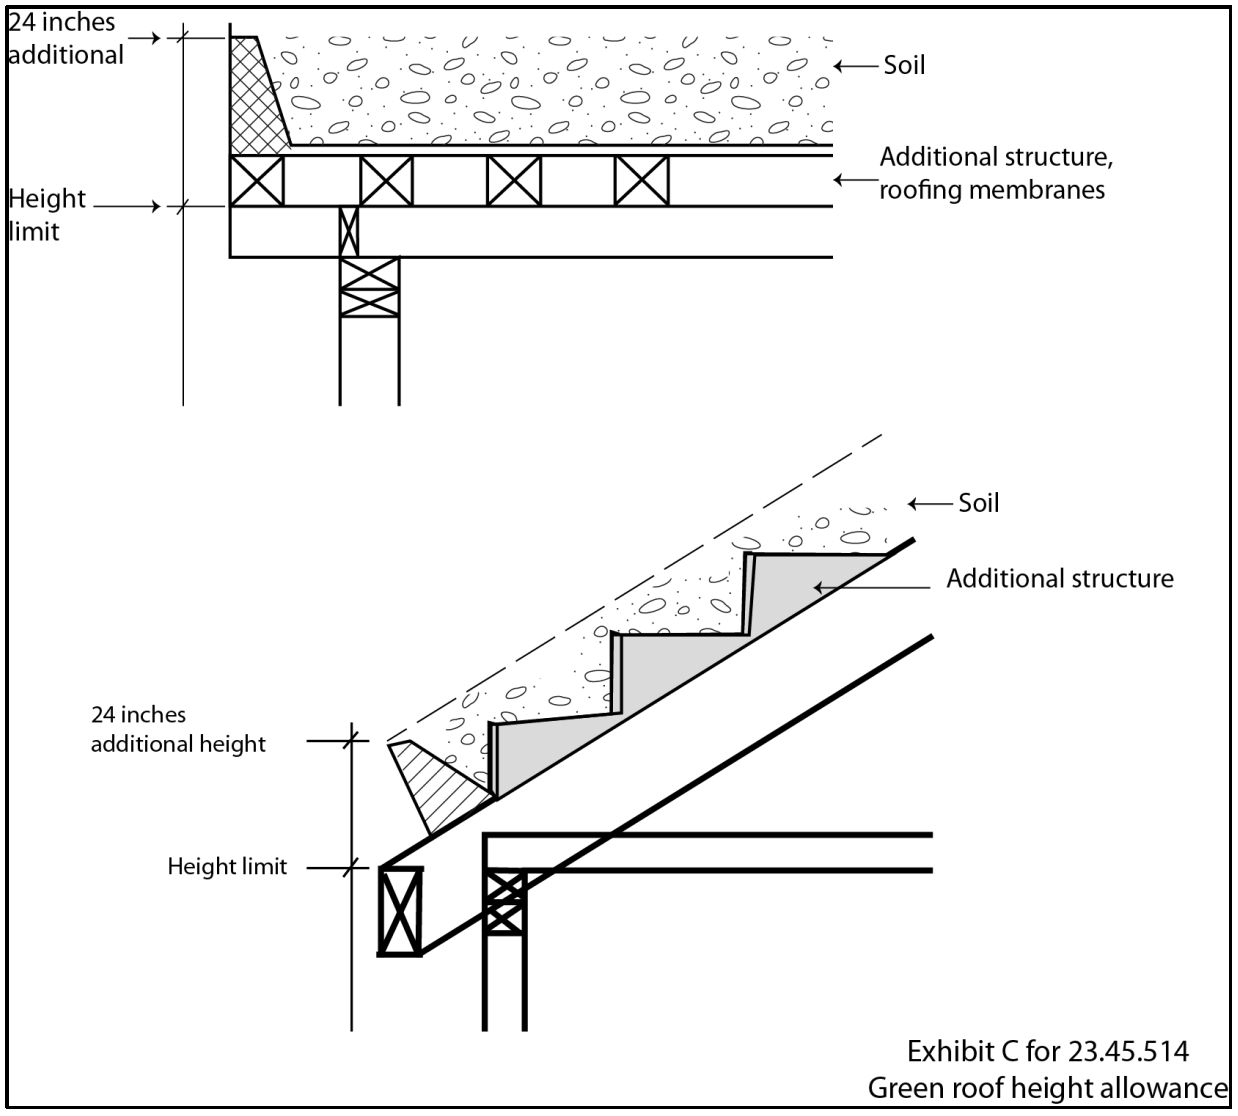 24 inches
additional
Soil
Additional structure,
roofing membranes
Height
limit
Soil
Additional structure
24 inches
additional height
Height limit
Exhibit C for 23.45.514
Green roof height allowance